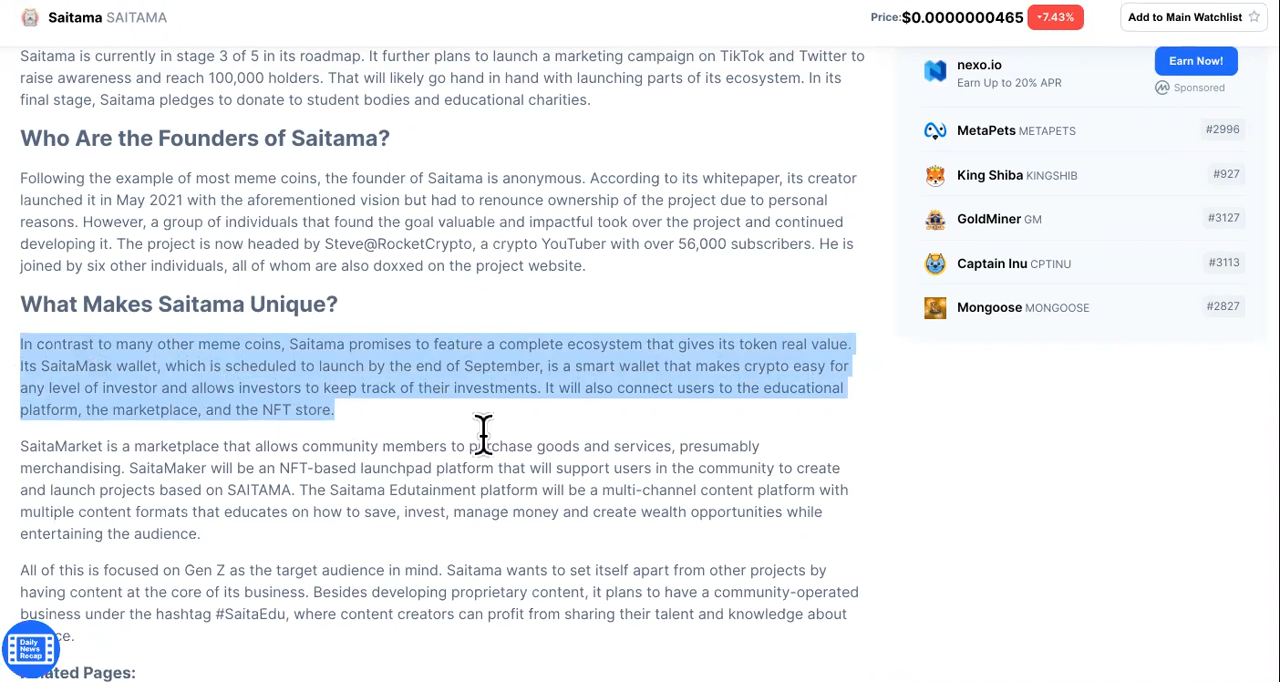 Saitama SAITAMA
Price: $0.0000000465 7.43%
Add to Main Watchlist
Saitama is currently in stage 3 of 5 in its roadmap. It further plans to launch a marketing campaign on TikTok and Twitter to
raise awareness and reach 100,000 holders. That will likely go hand in hand with launching parts of its ecosystem. In its
final stage, Saitama pledges to donate to student bodies and educational charities.
Who Are the Founders of Saitama?
Following the example of most meme coins, the founder of Saitama is anonymous. According to its whitepaper, its creator
launched it in May 2021 with the aforementioned vision but had to renounce ownership of the project due to personal
reasons. However, a group of individuals that found the goal valuable and impactful took over the project and continued
developing it. The project is now headed by Steve@RocketCrypto, a crypto YouTuber with over 56,000 subscribers. He is
joined by six other individuals, all of whom are also doxxed on the project website.
What Makes Saitama Unique?
In contrast to many other meme coins, Saitama promises to feature a complete ecosystem that gives its token real value.
Its SaitaMask wallet, which is scheduled to launch by the end of September, is a smart wallet that makes crypto easy for
any level of investor and allows investors to keep track of their investments. It will also connect users to the educational
platform, the marketplace, and the NFT store.
SaitaMarket is a marketplace that allows community members to purchase goods and services, presumably
merchandising. SaitaMaker will be an NFT-based launchpad platform that will support users in the community to create
and launch projects based on SAITAMA. The Saitama Edutainment platform will be a multi-channel content platform with
multiple content formats that educates on how to save, invest, manage money and create wealth opportunities while
entertaining the audience.
All of this is focused on Gen Z as the target audience in mind. Saitama wants to set itself apart from other projects by
having content at the core of its business. Besides developing proprietary content, it plans to have a community-operated
business under the hashtag #SaitaEdu, where content creators can profit from sharing their talent and knowledge about
ce.
ated Pages:
Daily
News
Recap
nexo.io
Earn Up to 20% APR
Earn Now!
Sponsored
MetaPets METAPETS #2996
King Shiba KINGSHIB #927
GoldMiner GM #3127
Captain Inu CPTINU #3113
Mongoose MONGOOSE #2827